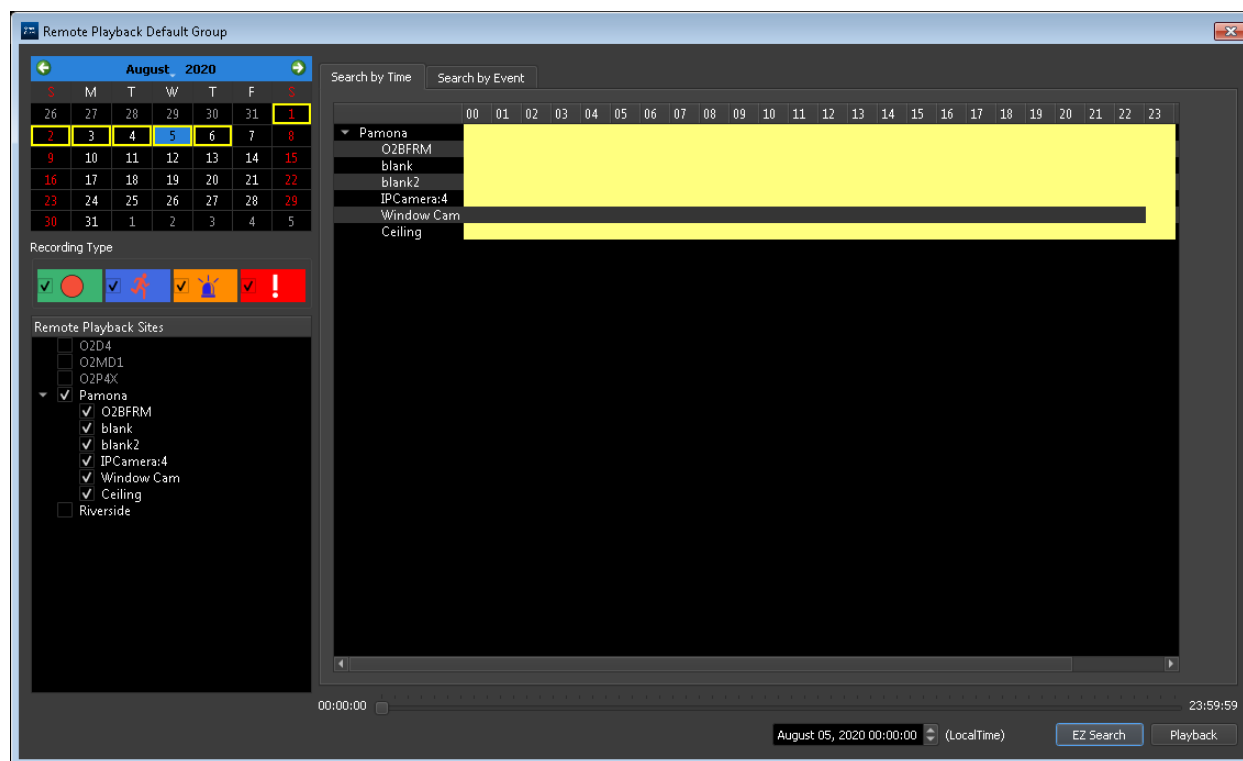 Remote Playback Default Group
August 2020
S M T W T F S
26 27 28 29 30 31 1
2 3 4 5 6 7 8
9 10 11 12 13 14 15
16 17 18 19 20 21 22
23 24 25 26 27 28 29
30 31 1 2 3 4 5
Recording Type
Remote Playback Sites
O2D4
O2MD1
O2P4X
Pamona
O2BFRM
blank
blank2
IPCamera:4
Window Cam
Ceiling
Riverside
Search by Time Search by Event
00 01 02 03 04 05 06 07 08 09 10 11 12 13 14 15 16 17 18 19 20 21 22 23
Pamona
O2BFRM
blank
blank2
IPCamera:4
Window Cam
Ceiling
00:00:00 23:59:59
August 05, 2020 00:00:00 (LocalTime) EZ Search Playback